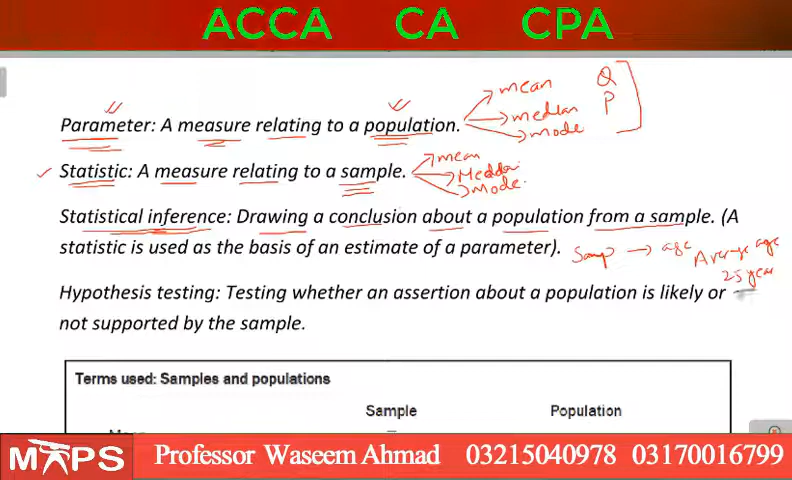 ACCA CA CPA
mean Q
P
Parameter: A measure relating to a population. median
mode
Statistic: A measure relating to a sample. mean
Meddai
mode.
Statistical inference: Drawing a conclusion about a population from a sample. (A
statistic is used as the basis of an estimate of a parameter). Samp → age Average age
25 year
Hypothesis testing: Testing whether an assertion about a population is likely or
not supported by the sample.
Terms used: Samples and populations
Sample Population
MAPS Professor Waseem Ahmad 03215040978 03170016799